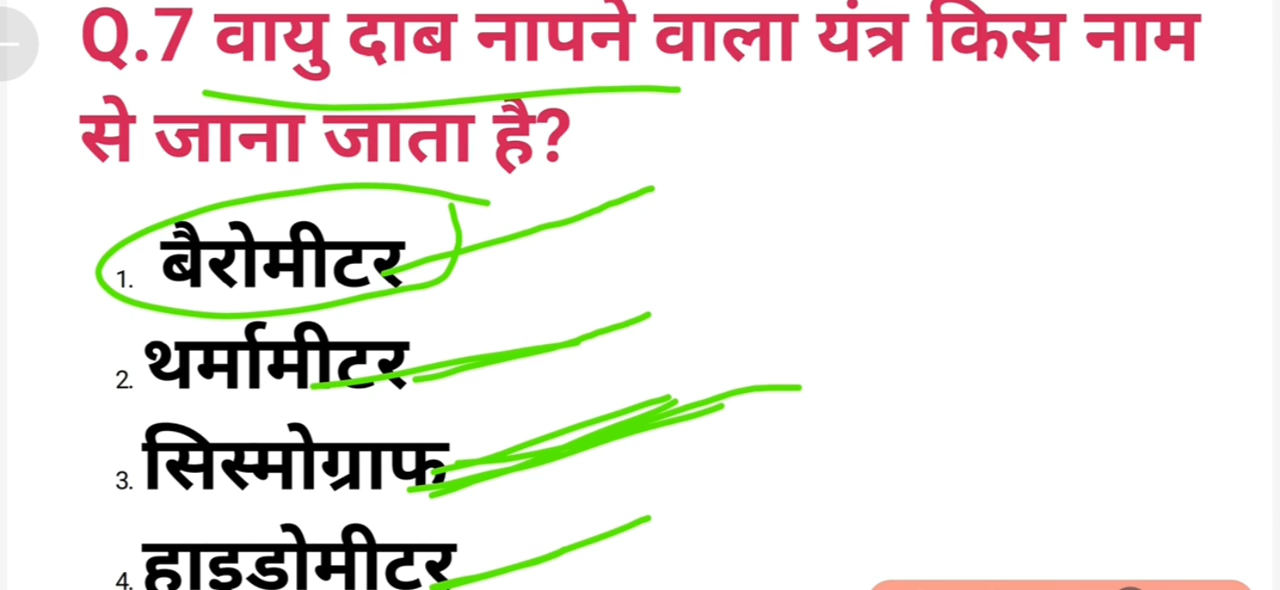 Q.7 वायु दाब नापने वाला यंत्र किस नाम
से जाना जाता है?
1. बैरोमीटर
2. थर्मामीटर
3. सिस्मोग्राफ
4. हाइडोमीटर